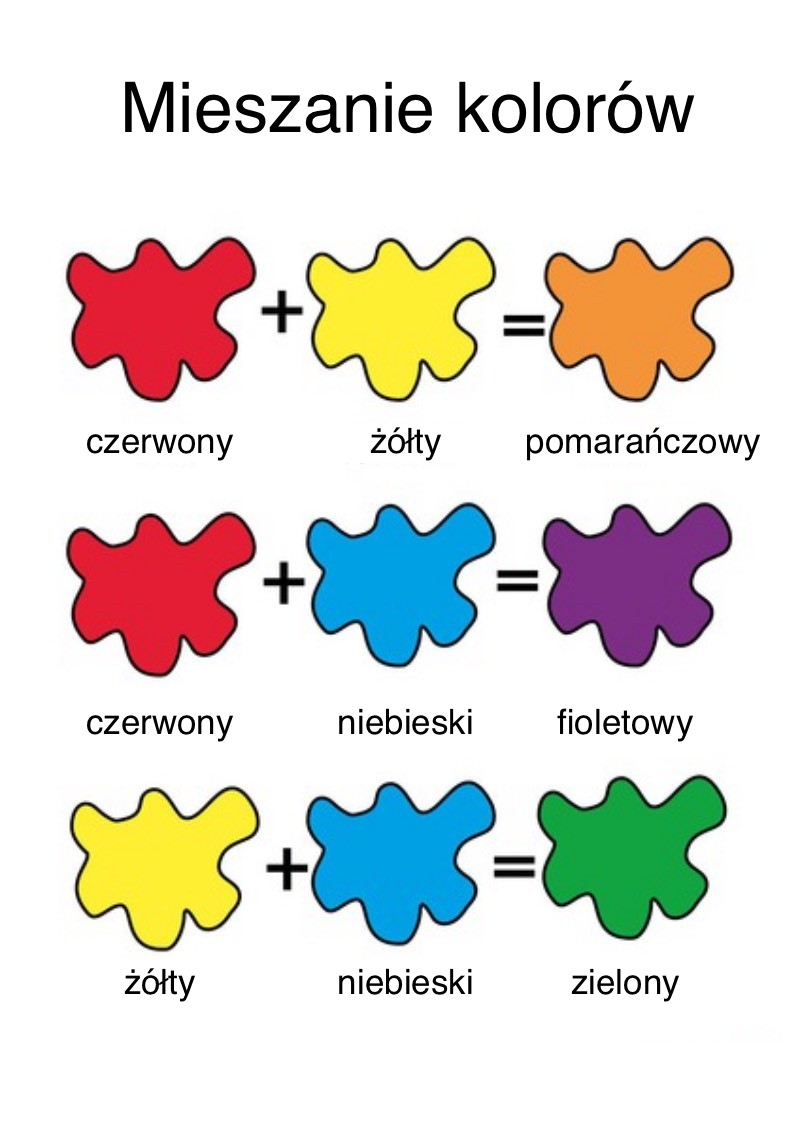 Mieszanie kolorów
+ =
czerwony żółty pomarańczowy
+ =
czerwony niebieski fioletowy
+ =
żółty niebieski zielony